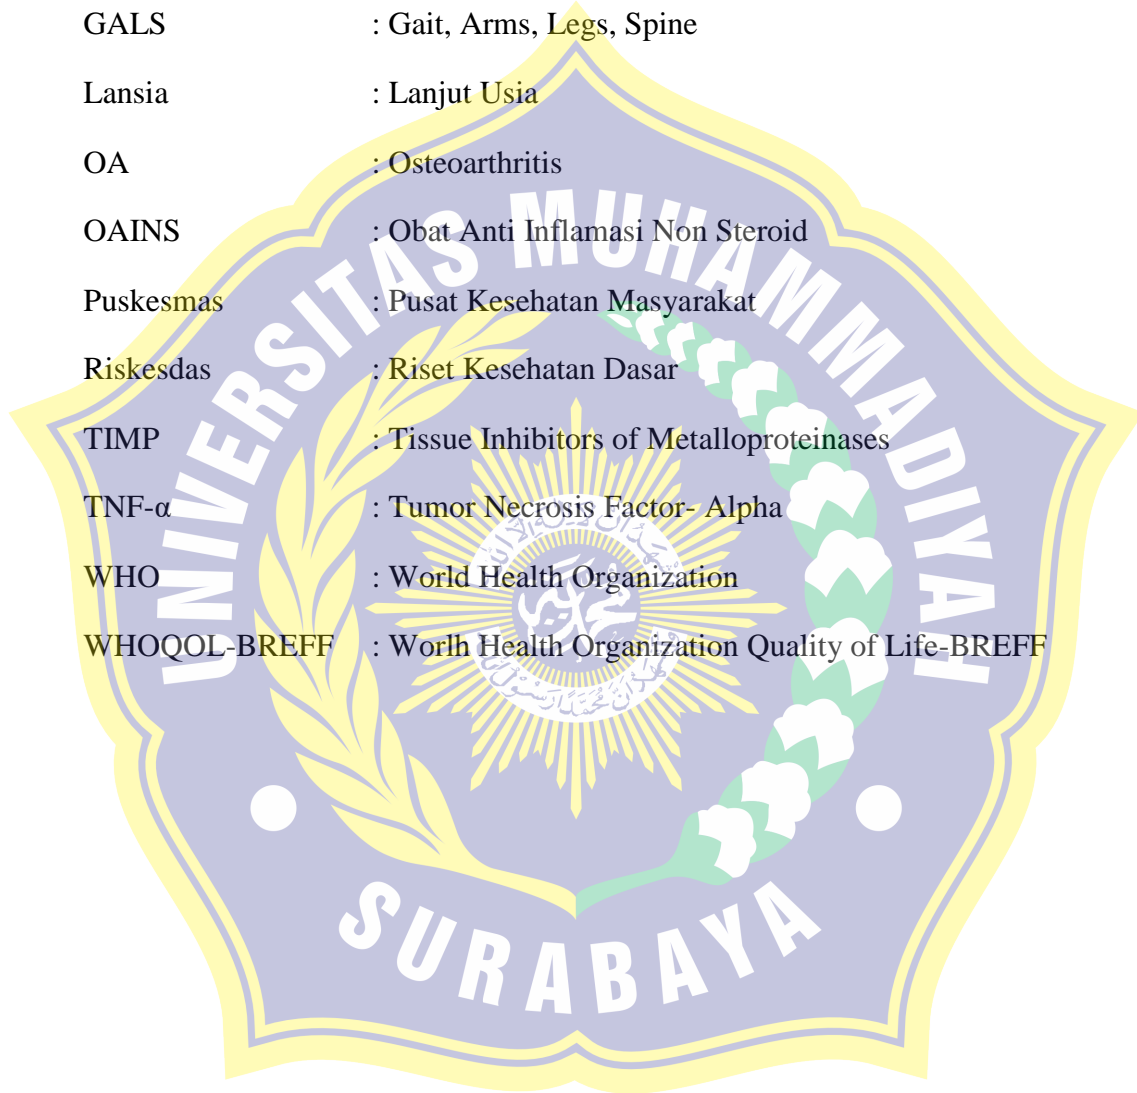 GALS : Gait, Arms, Legs, Spine
Lansia : Lanjut Usia
OA : Osteoarthritis
OAINS : Obat Anti Inflamasi Non Steroid
Puskesmas : Pusat Kesehatan Masyarakat
Riskesdas : Riset Kesehatan Dasar
TIMP : Tissue Inhibitors of Metalloproteinases
TNF-α : Tumor Necrosis Factor- Alpha
WHO : World Health Organization
WHOQOL-BREFF : Worlh Health Organization Quality of Life-BREFF
UNIVERSITAS MUHAMMADIYAH
SURABAYA